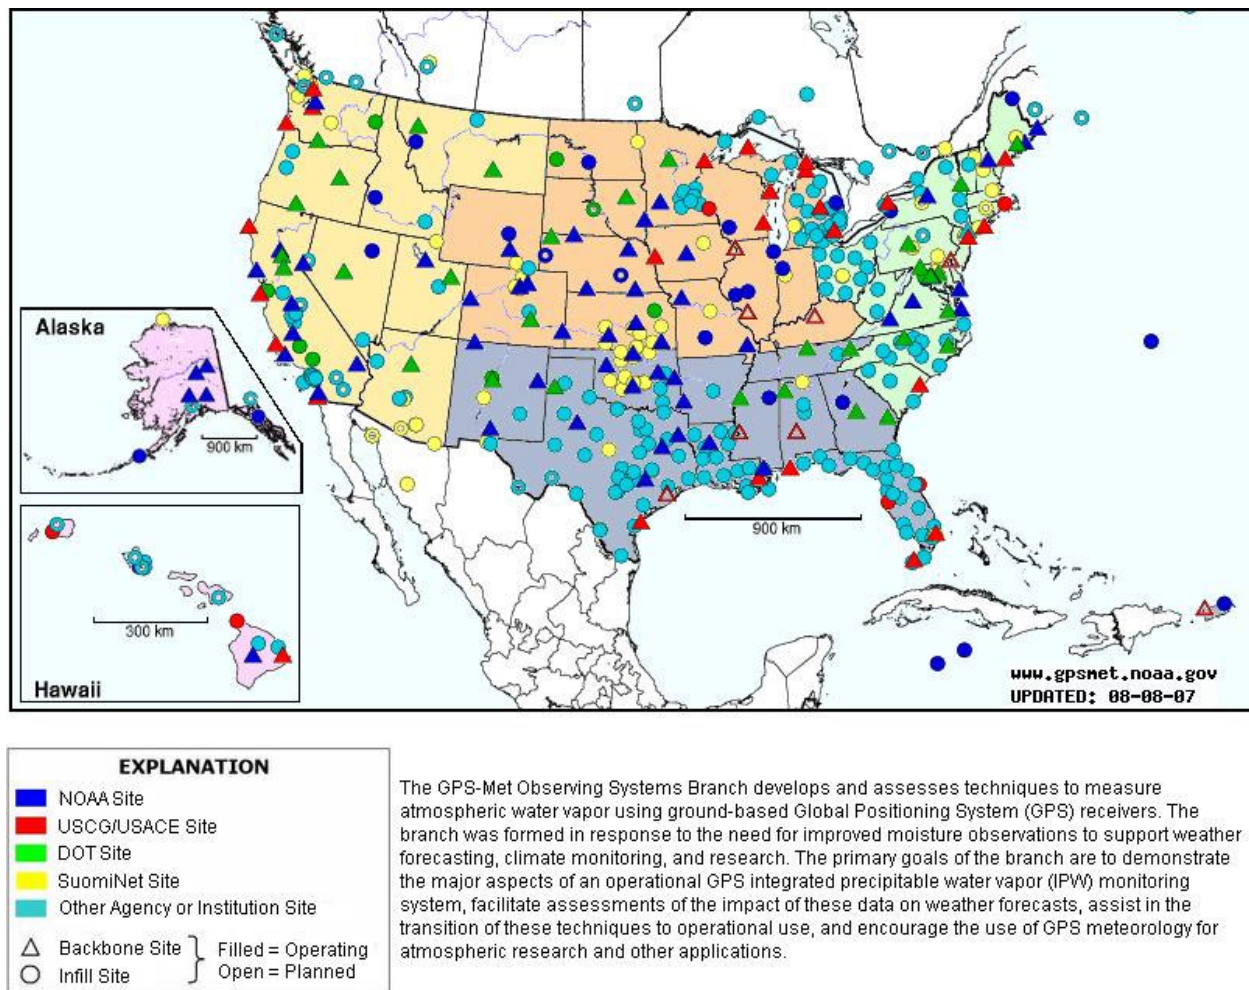 Alaska
900 km
300 km
Hawaii
900 km
www.gpsmet.noaa.gov
UPDATED: 08-08-07
EXPLANATION
NOAA Site
USCG/USACE Site
DOT Site
SuomiNet Site
Other Agency or Institution Site
Backbone Site
Infill Site
Filled = Operating
Open = Planned
The GPS-Met Observing Systems Branch develops and assesses techniques to measure
atmospheric water vapor using ground-based Global Positioning System (GPS) receivers. The
branch was formed in response to the need for improved moisture observations to support weather
forecasting, climate monitoring, and research. The primary goals of the branch are to demonstrate
the major aspects of an operational GPS integrated precipitable water vapor (IPW) monitoring
system, facilitate assessments of the impact of these data on weather forecasts, assist in the
transition of these techniques to operational use, and encourage the use of GPS meteorology for
atmospheric research and other applications.